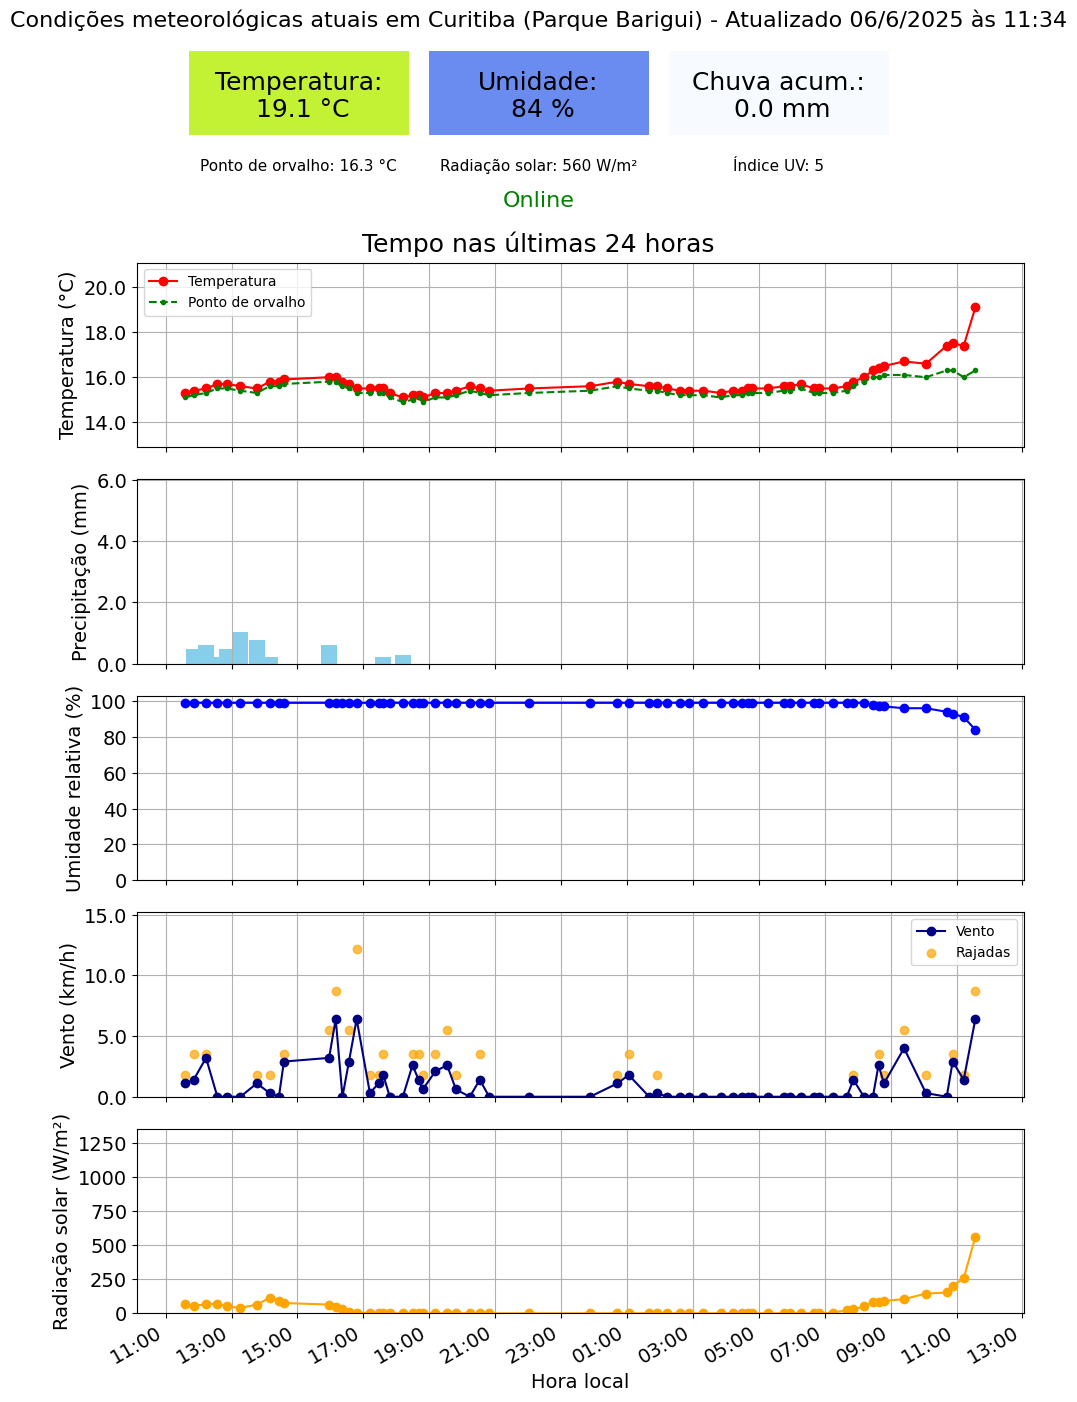 Condições meteorológicas atuais em Curitiba (Parque Barigui) - Atualizado 06/6/2025 às 11:34
Temperatura:
19.1 °C
Umidade:
84 %
Chuva acum.:
0.0 mm
Ponto de orvalho: 16.3 °C
Radiação solar: 560 W/m²
Índice UV: 5
Online
Tempo nas últimas 24 horas
Temperatura (°C)
20.0
18.0
16.0
14.0
Temperatura
Ponto de orvalho
Precipitação (mm)
6.0
4.0
2.0
0.0
Umidade relativa (%)
100
80
60
40
20
0
Vento (km/h)
15.0
10.0
5.0
0.0
Vento
Rajadas
Radiação solar (W/m²)
1250
1000
750
500
250
0
11:00 13:00 15:00 17:00 19:00 21:00 23:00 01:00 03:00 05:00 07:00 09:00 11:00 13:00
Hora local